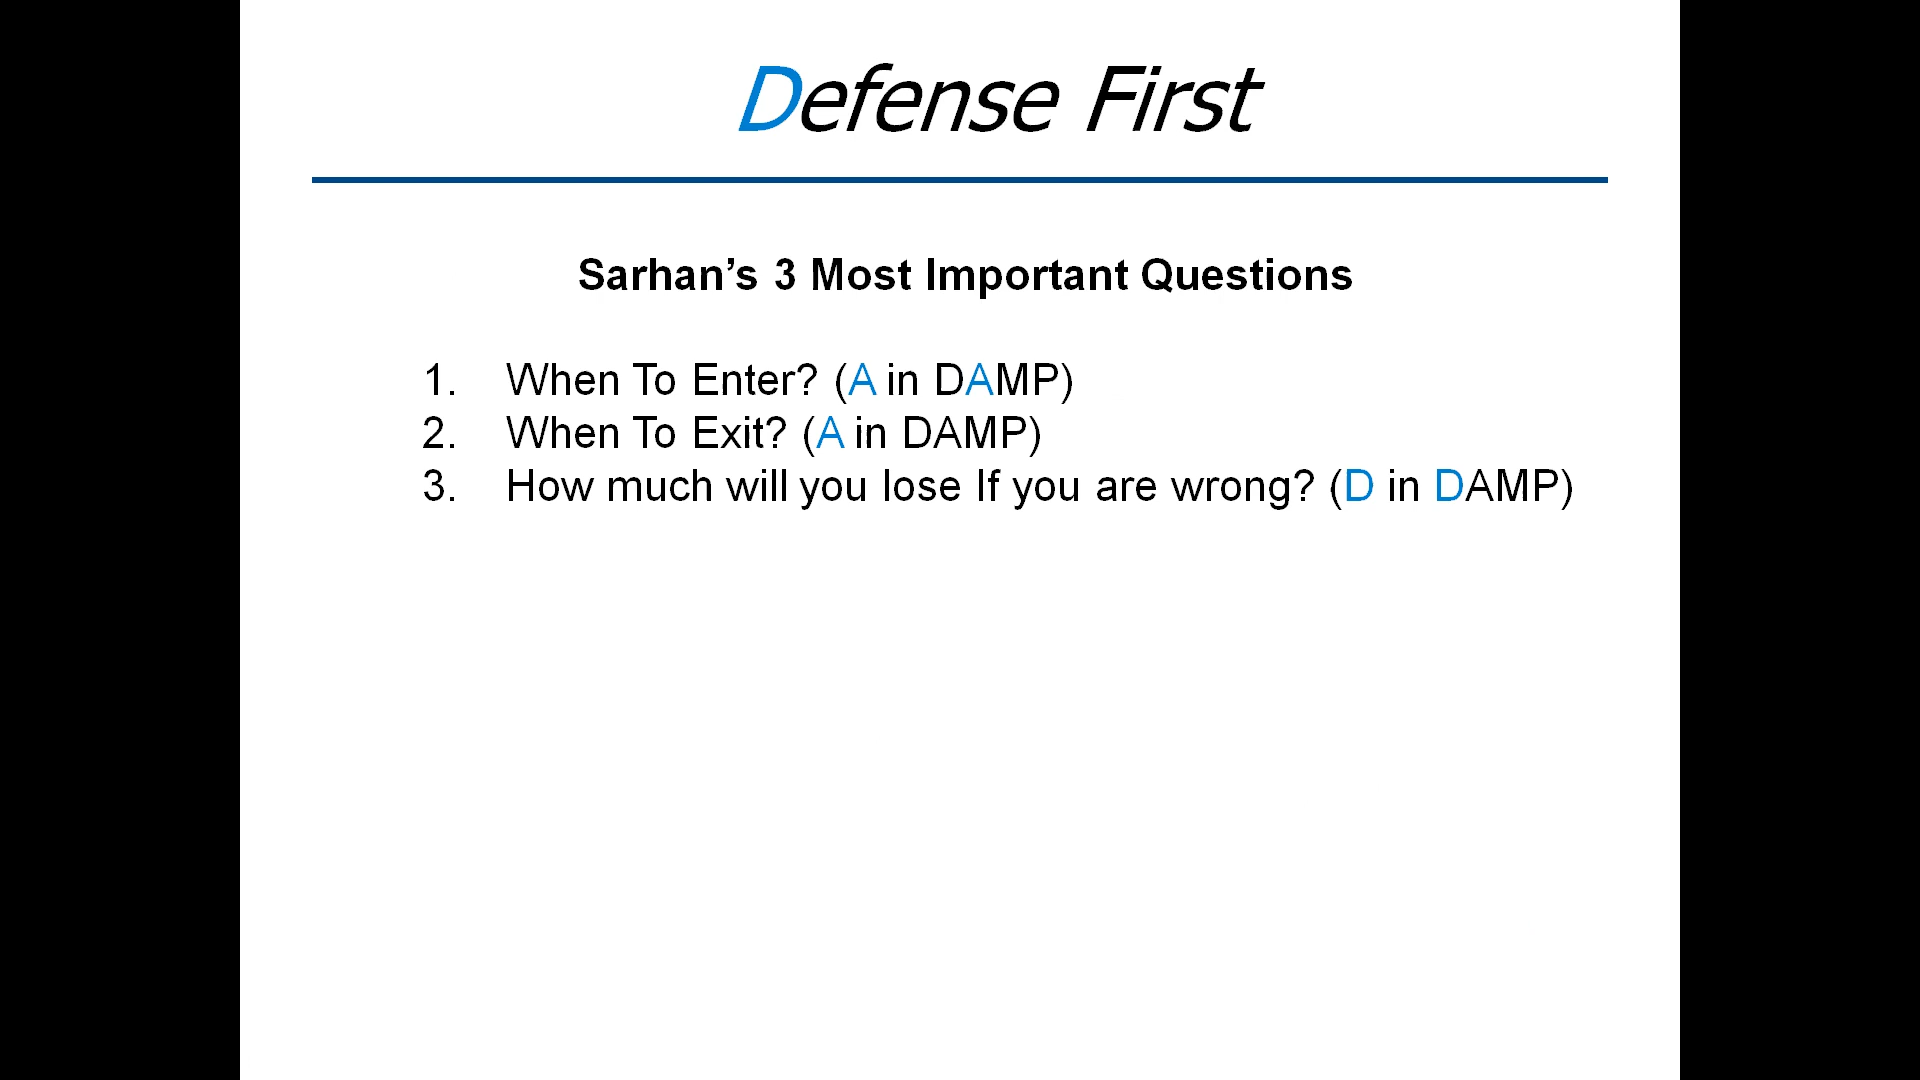 Defense First
Sarhan’s 3 Most Important Questions
1. When To Enter? (A in DAMP)
2. When To Exit? (A in DAMP)
3. How much will you lose If you are wrong? (D in DAMP)